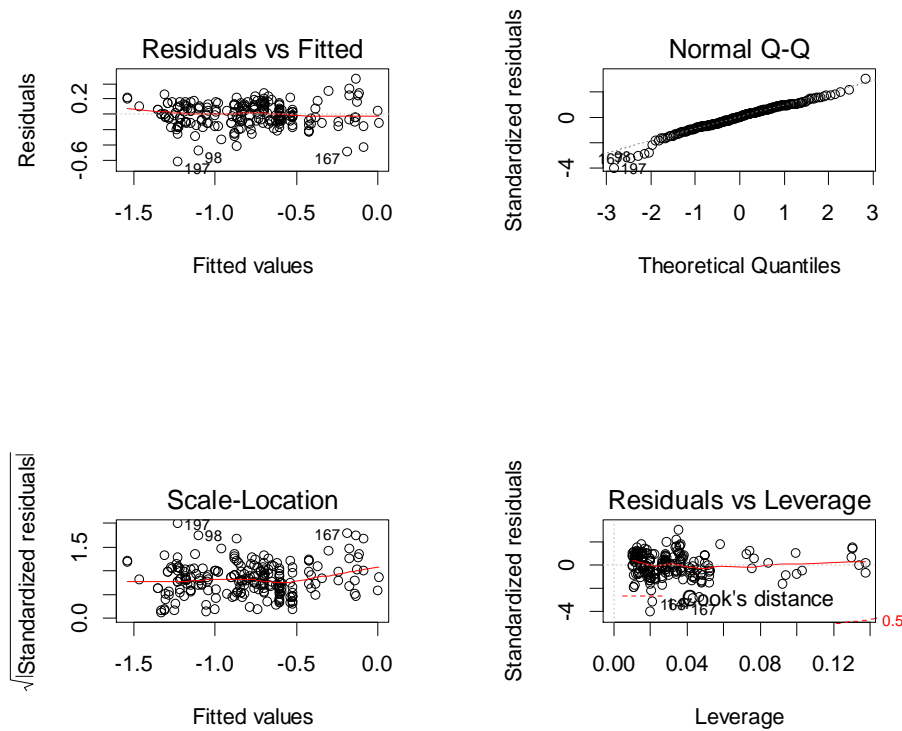 Residuals vs Fitted
Residuals
0.2
-0.6
98
197
167
-1.5 -1.0 -0.5 0.0
Fitted values
Normal Q-Q
Standardized residuals
0
-4
98
197
-3 -2 -1 0 1 2 3
Theoretical Quantiles
Scale-Location
√|Standardized residuals|
1.5
0.0
197
98
167
-1.5 -1.0 -0.5 0.0
Fitted values
Residuals vs Leverage
Standardized residuals
0
-4
Cook's distance
167
0.5
0.00 0.04 0.08 0.12
Leverage